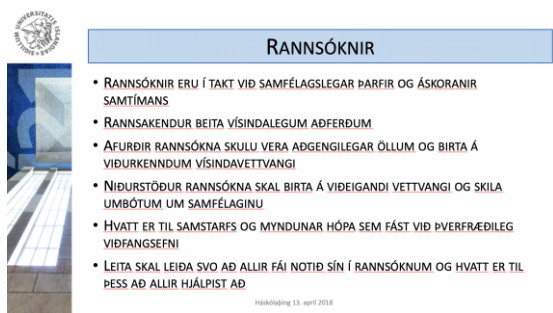 SIGILLUM UNIVERSITATIS ISLANDIAE
RANNSÓKNIR
• RANNSÓKNIR ERU Í TAKT VIÐ SAMFÉLAGSLEGAR ÞARFIR OG ÁSKORANIR
SAMTÍMANS
• RANNSAKENDUR BEITA VÍSINDALEGUM AÐFERÐUM
• AFURÐIR RANNSÓKNA SKULU VERA AÐGENGILEGAR ÖLLUM OG BIRTA Á
VIÐURKENNDUM VÍSINDAVETTVANGI
• NIÐURSTÖÐUR RANNSÓKNA SKAL BIRTA Á VIÐEIGANDI VETTVANGI OG SKILA
UMBÓTUM UM SAMFÉLAGINU
• HVATT ER TIL SAMSTARFS OG MYNDUNAR HÓPA SEM FÁST VIÐ ÞVERFRÆÐILEG
VIÐFANGSEFNI
• LEITA SKAL LEIÐA SVO AÐ ALLIR FÁI NOTIÐ SÍN Í RANNSÓKNUM OG HVATT ER TIL
ÞESS AÐ ALLIR HJÁLPIST AÐ
Háskólaþing 13. apríl 2018